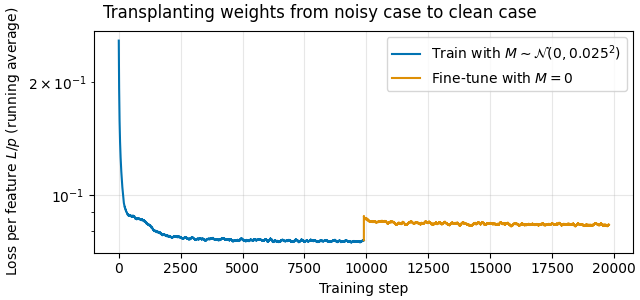 Transplanting weights from noisy case to clean case
Loss per feature L/p (running average)
2 × 10⁻¹
10⁻¹
Train with M ∼ 𝒩(0, 0.025²)
Fine-tune with M = 0
0 2500 5000 7500 10000 12500 15000 17500 20000
Training step